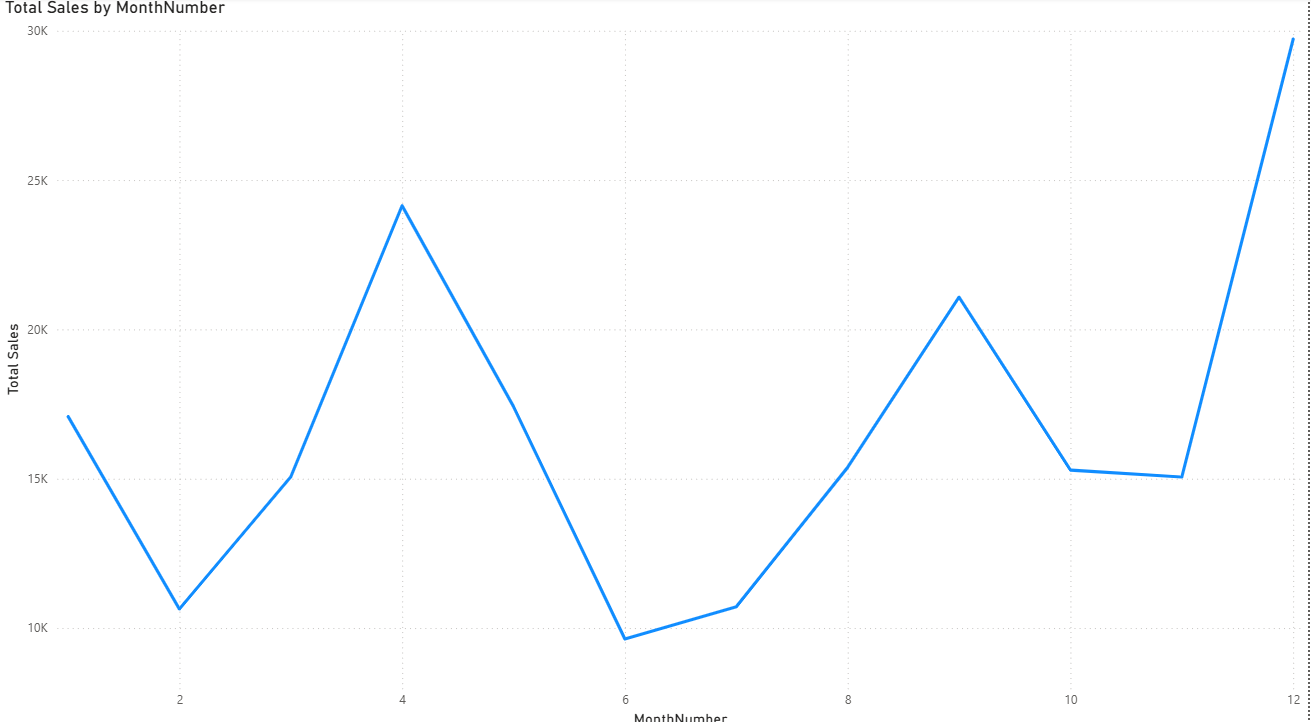 Total Sales by MonthNumber
30K
25K
20K
15K
10K
Total Sales
2 4 6 8 10 12
MonthNumber